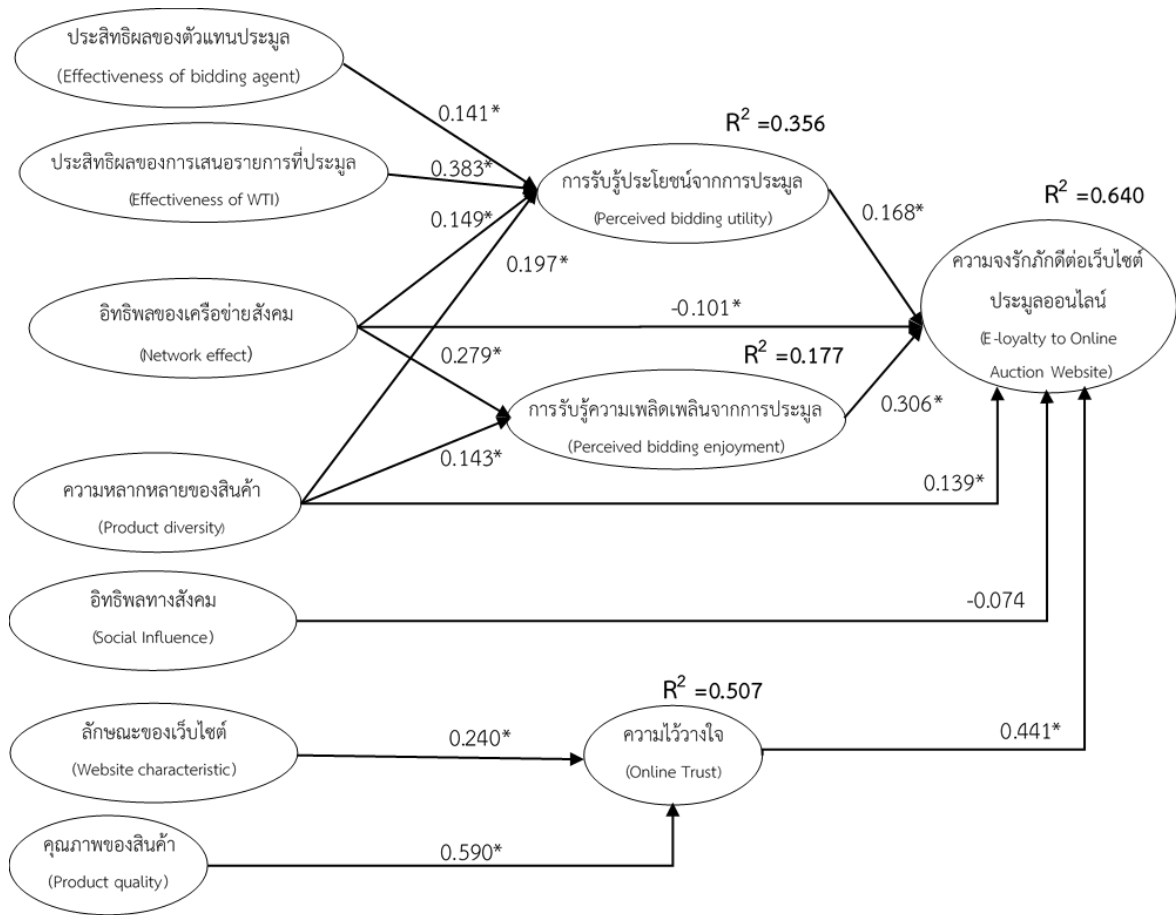 ประสิทธิผลของตัวแทนประมูล
(Effectiveness of bidding agent)
0.141*
R² =0.356
ประสิทธิผลของการเสนอรายการที่ประมูล
(Effectiveness of WTI)
0.383*
การรับรู้ประโยชน์จากการประมูล
(Perceived bidding utility)
R² =0.640
0.149*
0.168*
0.197*
ความจงรักภักดีต่อเว็บไซต์
ประมูลออนไลน์
(E-loyalty to Online
Auction Website)
อิทธิพลของเครือข่ายสังคม
(Network effect)
-0.101*
0.279*
R² =0.177
การรับรู้ความเพลิดเพลินจากการประมูล
(Perceived bidding enjoyment)
0.306*
0.143*
ความหลากหลายของสินค้า
(Product diversity)
0.139*
อิทธิพลทางสังคม
(Social Influence)
-0.074
R² =0.507
ลักษณะของเว็บไซต์
(Website characteristic)
0.240*
ความไว้วางใจ
(Online Trust)
0.441*
คุณภาพของสินค้า
(Product quality)
0.590*